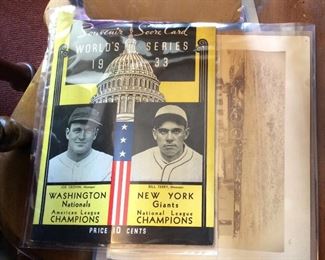 Souvenir Score Card
WORLD'S SERIES
19 33
JOE CRONIN, Manager
BILL TERRY, Manager
WASHINGTON
Nationals
American League
CHAMPIONS
NEW YORK
Giants
National League
CHAMPIONS
PRICE 10 CENTS